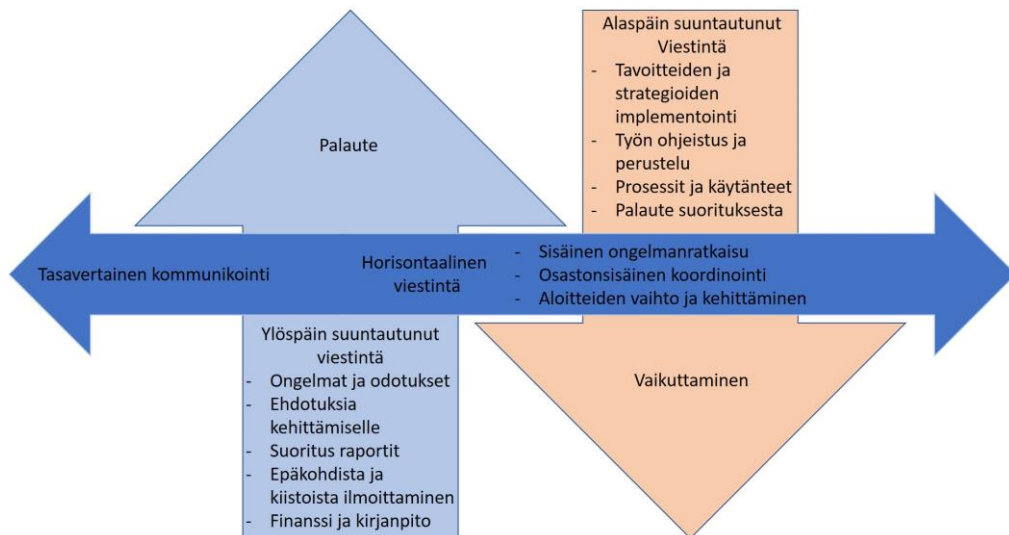 Palaute
Alaspäin suuntautunut
Viestintä
- Tavoitteiden ja
strategioiden
implementointi
- Työn ohjeistus ja
perustelu
- Prosessit ja käytänteet
- Palaute suorituksesta
Tasavertainen kommunikointi
Horisontaalinen
viestintä
- Sisäinen ongelmanratkaisu
- Osastonsisäinen koordinointi
- Aloitteiden vaihto ja kehittäminen
Ylöspäin suuntautunut
viestintä
- Ongelmat ja odotukset
- Ehdotuksia
kehittämiselle
- Suoritus raportit
- Epäkohdista ja
kiistoista ilmoittaminen
- Finanssi ja kirjanpito
Vaikuttaminen